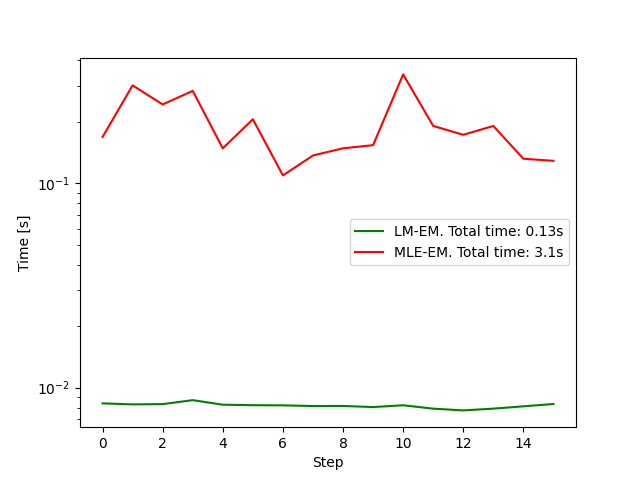 Time [s]
10⁻¹
10⁻²
LM-EM. Total time: 0.13s
MLE-EM. Total time: 3.1s
0 2 4 6 8 10 12 14
Step